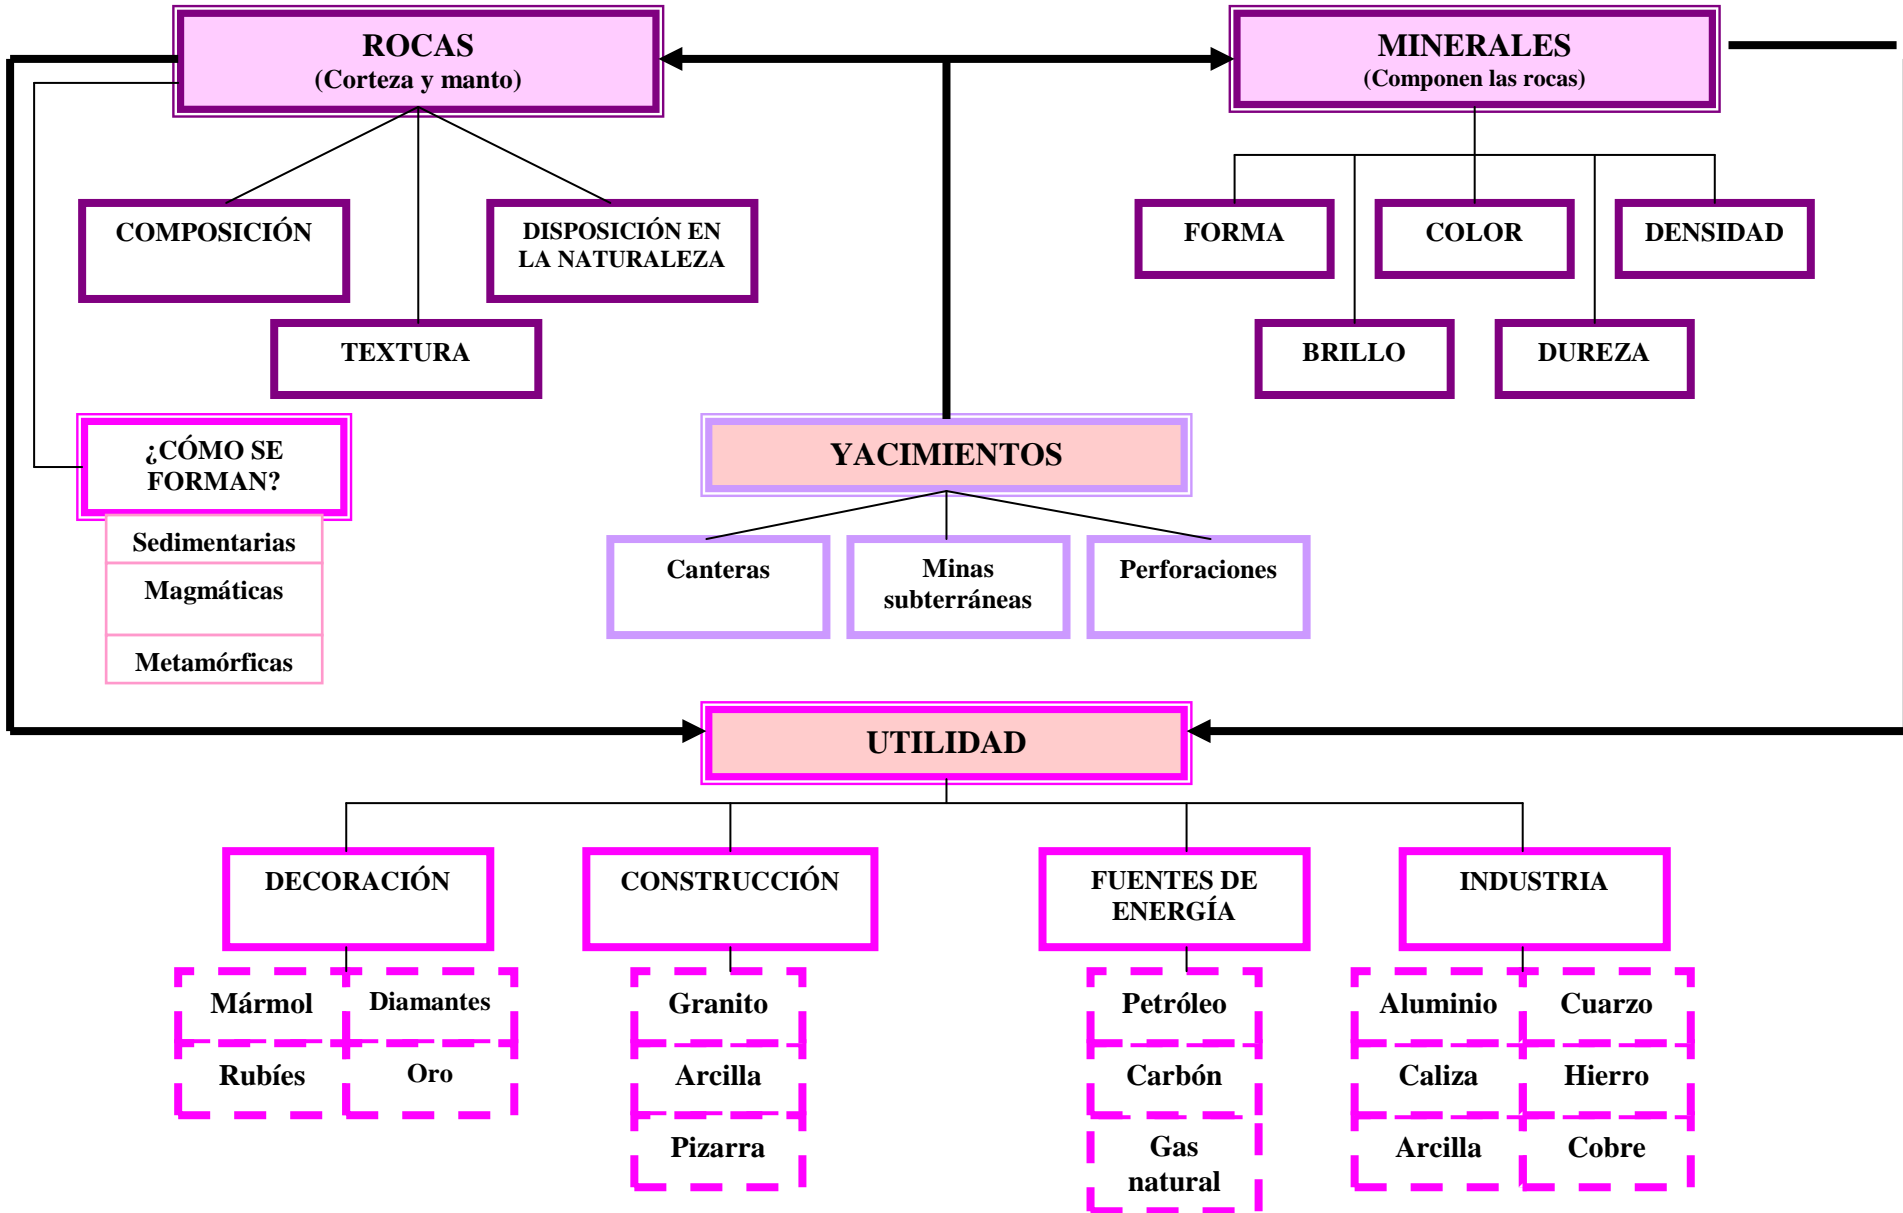 ROCAS
(Corteza y manto)
MINERALES
(Componen las rocas)
COMPOSICIÓN
DISPOSICIÓN EN
LA NATURALEZA
TEXTURA
FORMA
COLOR
DENSIDAD
BRILLO
DUREZA
¿CÓMO SE
FORMAN?
Sedimentarias
Magmáticas
Metamórficas
YACIMIENTOS
Canteras
Minas
subterráneas
Perforaciones
UTILIDAD
DECORACIÓN
CONSTRUCCIÓN
FUENTES DE
ENERGÍA
INDUSTRIA
Mármol
Diamantes
Rubíes
Oro
Granito
Arcilla
Pizarra
Petróleo
Carbón
Gas
natural
Aluminio
Cuarzo
Caliza
Hierro
Arcilla
Cobre